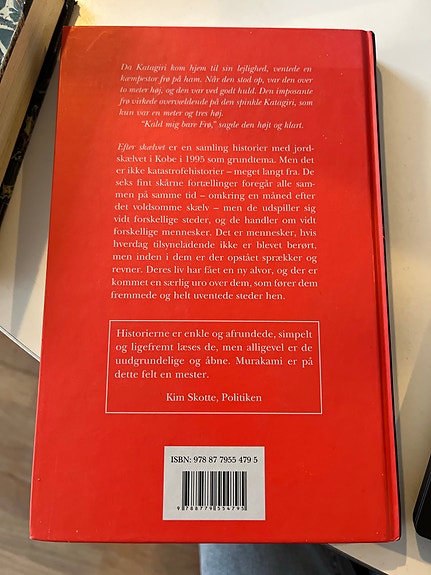 Da Katagiri kom hjem til sin lejlighed, ventede en
kæmpestor frø på ham. Når den stod op, var den over
to meter høj, og den var ved godt huld. Den imposante
frø virkede overvældende på den spinkle Katagiri, som
kun var en meter og tres høj.
"Kald mig bare Frø," sagde den højt og klart.
Efter skælvet er en samling historier med jord-
skælvet i Kobe i 1995 som grundtema. Men det
er ikke katastrofehistorier – meget langt fra. De
seks fint skårne fortællinger foregår alle sam-
men på samme tid – omkring en måned efter
det voldsomme skælv – men de udspiller sig
vidt forskellige steder, og de handler om vidt
forskellige mennesker. Det er mennesker, hvis
hverdag tilsyneladende ikke er blevet berørt,
men inden i dem er der opstået sprækker og
revner. Deres liv har fået en ny alvor, og der er
kommet en særlig uro over dem, som fører dem
fremmede og helt uventede steder hen.
Historierne er enkle og afrundede, simpelt
og ligefremt læses de, men alligevel er de
uudgrundelige og åbne. Murakami er på
dette felt en mester.
Kim Skotte, Politiken
ISBN: 978 87 7955 479 5
9 788779 554795